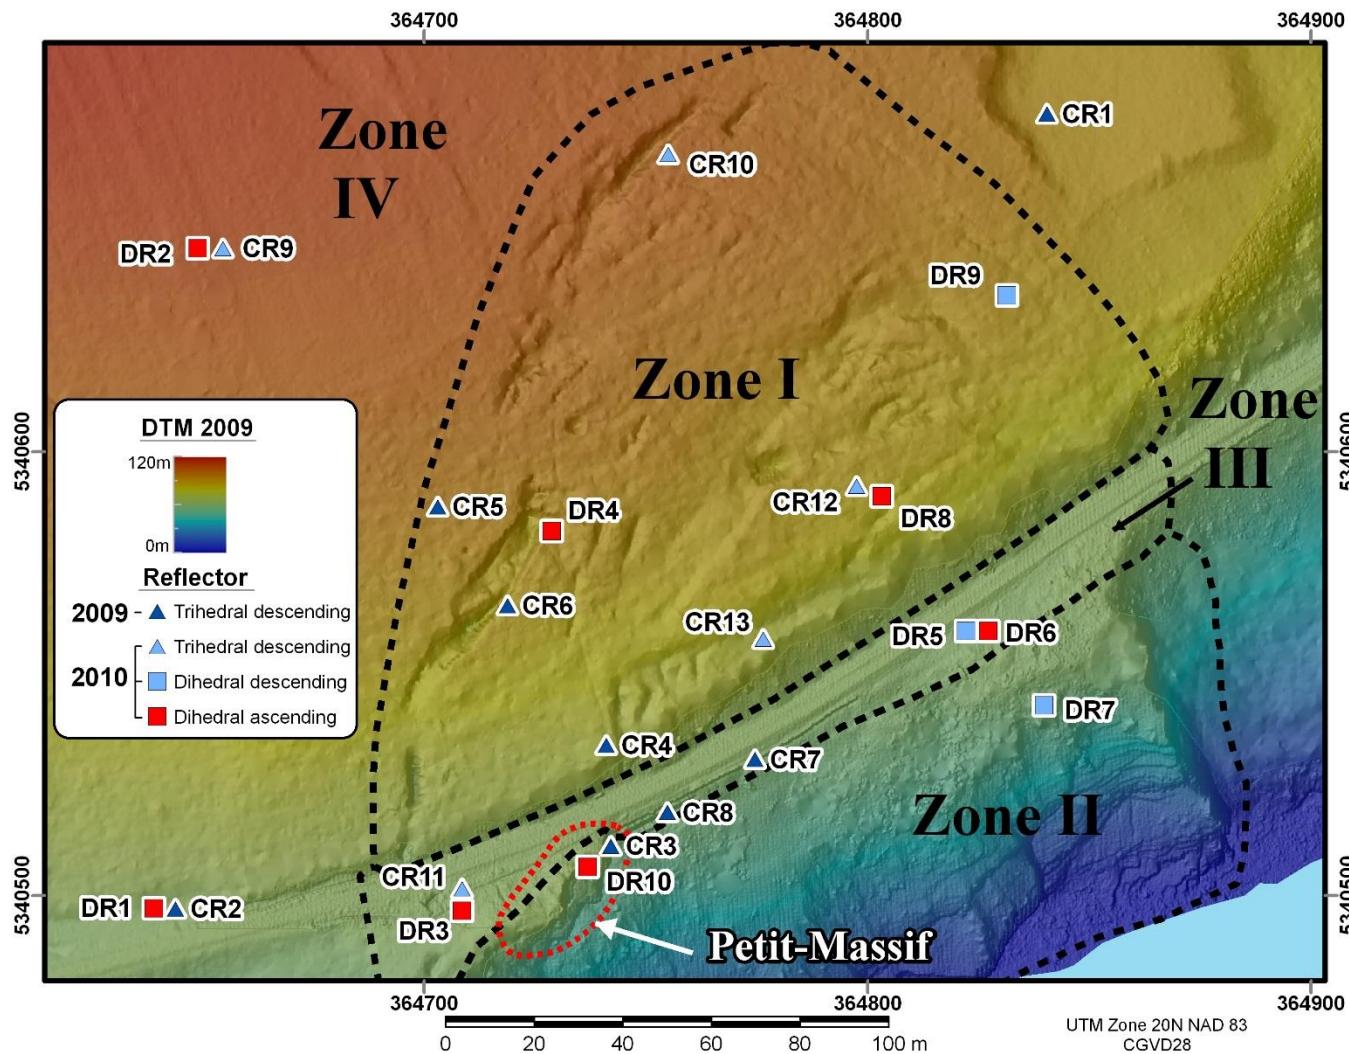 364700
364800
364900
Zone
IV
CR1
CR10
DR2
CR9
DR9
Zone I
Zone
III
5340600
5340600
DTM 2009
120m
0m
Reflector
2009 - Trihedral descending
Trihedral descending
2010
Dihedral descending
Dihedral ascending
CR5
DR4
CR12
DR8
CR6
CR13
DR5
DR6
DR7
CR4
CR7
Zone II
CR8
CR3
CR11
DR10
5340500
5340500
DR1
CR2
DR3
Petit-Massif
364700
364800
364900
0
20
40
60
80
100 m
UTM Zone 20N NAD 83
CGVD28